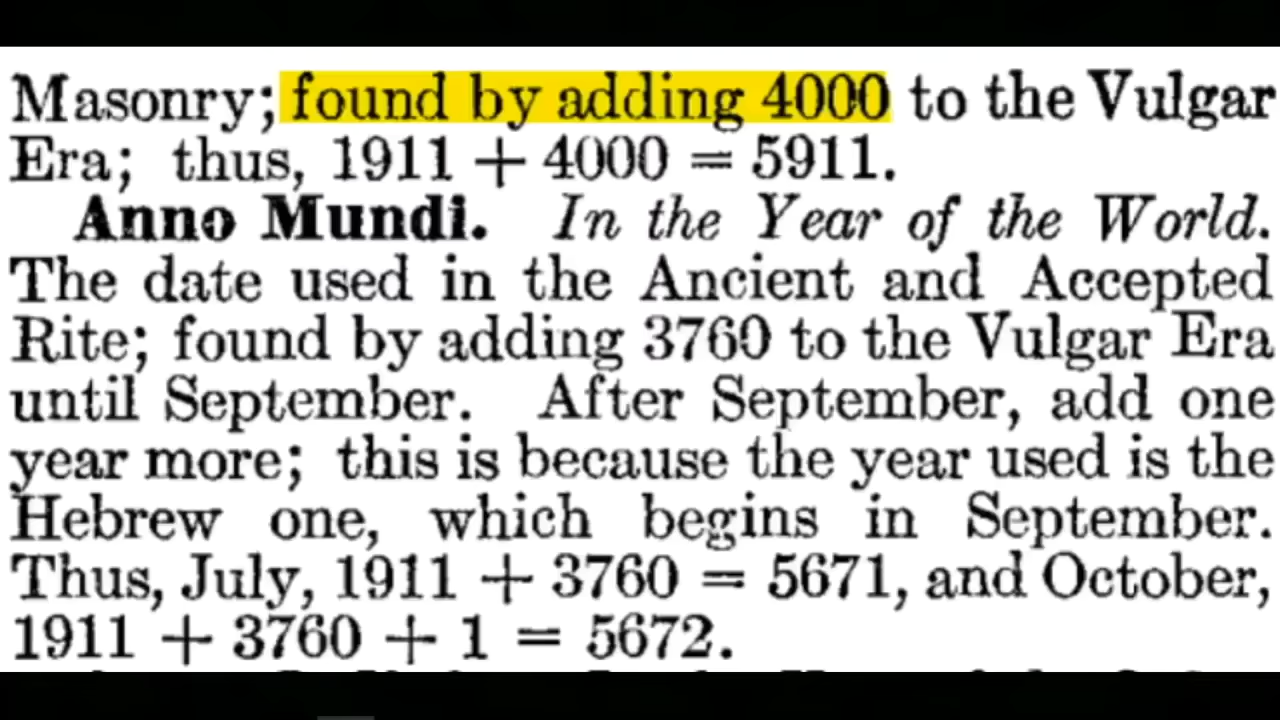 Masonry; found by adding 4000 to the Vulgar
Era; thus, 1911 + 4000 = 5911.
Anno Mundi. In the Year of the World.
The date used in the Ancient and Accepted
Rite; found by adding 3760 to the Vulgar Era
until September. After September, add one
year more; this is because the year used is the
Hebrew one, which begins in September.
Thus, July, 1911 + 3760 = 5671, and October,
1911 + 3760 + 1 = 5672.